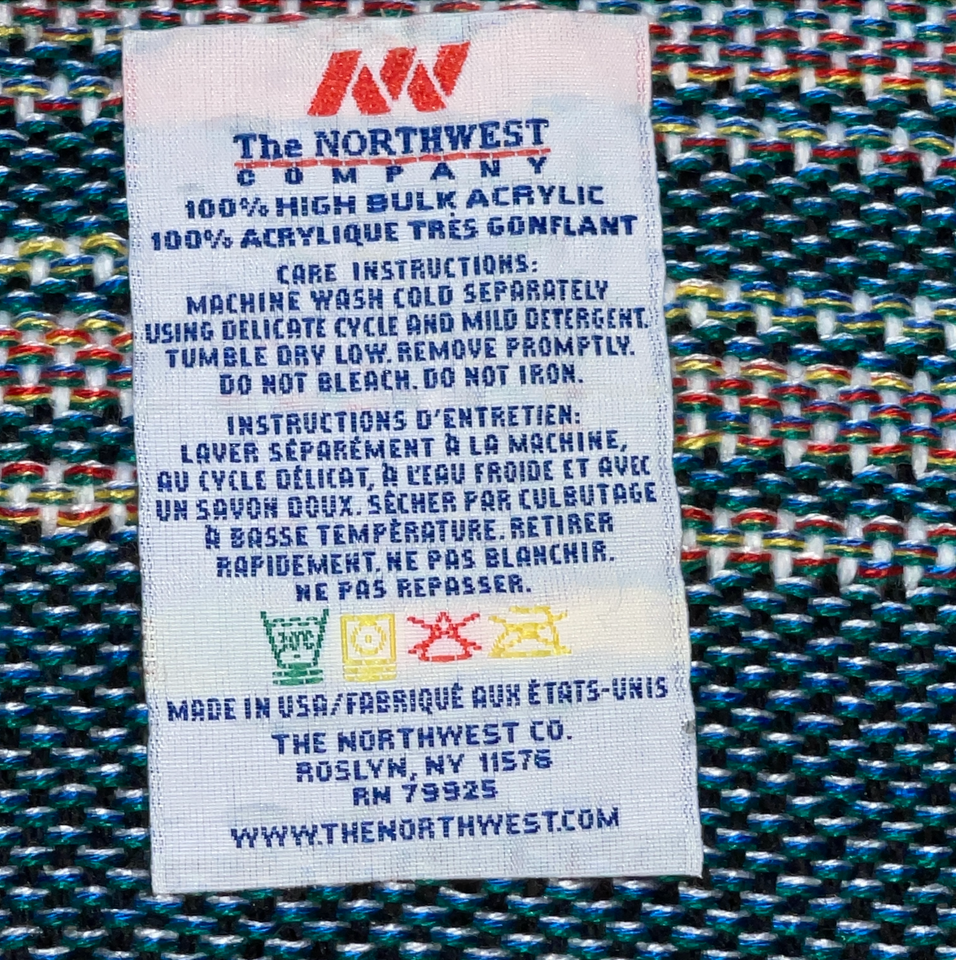 The NORTHWEST
COMPANY
100% HIGH BULK ACRYLIC
100% ACRYLIQUE TRÈS GONFLANT
CARE INSTRUCTIONS:
MACHINE WASH COLD SEPARATELY
USING DELICATE CYCLE AND MILD DETERGENT.
TUMBLE DRY LOW. REMOVE PROMPTLY.
DO NOT BLEACH. DO NOT IRON.
INSTRUCTIONS D'ENTRETIEN:
LAVER SÉPARÉMENT À LA MACHINE,
AU CYCLE DÉLICAT, À L'EAU FROIDE ET AVEC
UN SAVON DOUX. SÉCHER PAR CULBUTAGE
À BASSE TEMPÉRATURE. RETIRER
RAPIDEMENT. NE PAS BLANCHIR.
NE PAS REPASSER.
MADE IN USA/FABRIQUÉ AUX ÉTATS-UNIS
THE NORTHWEST CO.
ROSLYN, NY 11576
RN 79925
WWW.THENORTHWEST.COM